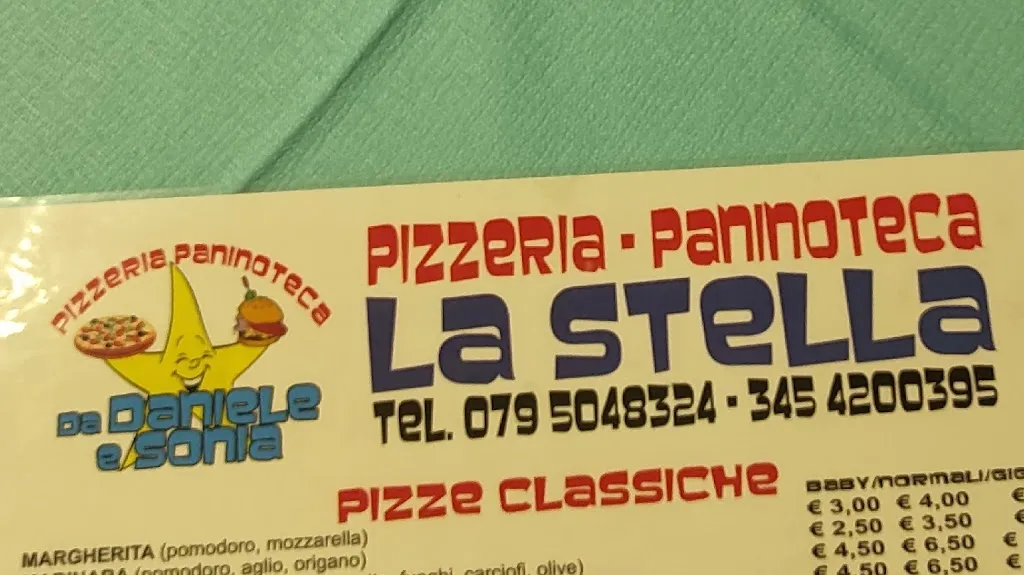 PIZZERIA PANINOTECA
Da DANIELE
e SONIA
PIZZERIA - PANINOTECA
LA STELLA
TEL. 079 5048324 - 345 4200395
PIZZE CLASSICHE
BABY/NORMALI/GIG
€ 3,00 € 4,00 €
€ 2,50 € 3,50 €
€ 4,50 € 6,50 €
€ 4,50 € 6,50
MARGHERITA (pomodoro, mozzarella)
(pomodoro, aglio, origano)
funghi, carciofi, olive)